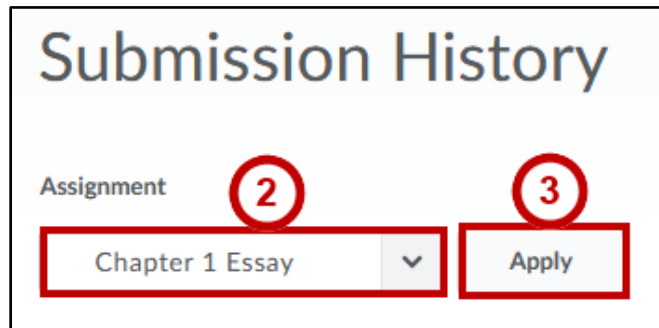 Submission History
Assignment
2
3
Chapter 1 Essay
Apply